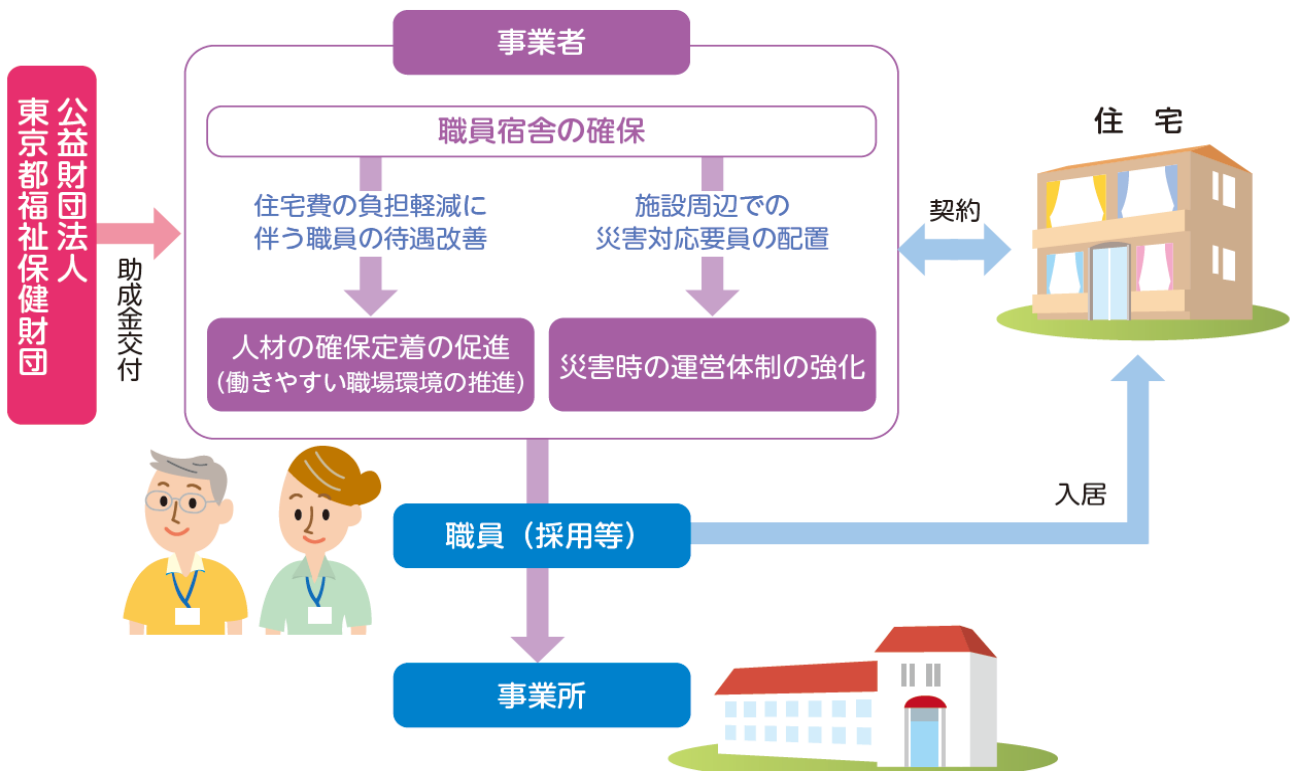 公益財団法人
東京都福祉保健財団
助成金交付
事業者
職員宿舎の確保
住宅費の負担軽減に
伴う職員の待遇改善
施設周辺での
災害対応要員の配置
人材の確保定着の促進
(働きやすい職場環境の推進)
災害時の運営体制の強化
契約
住　宅
職員（採用等）
入居
事業所